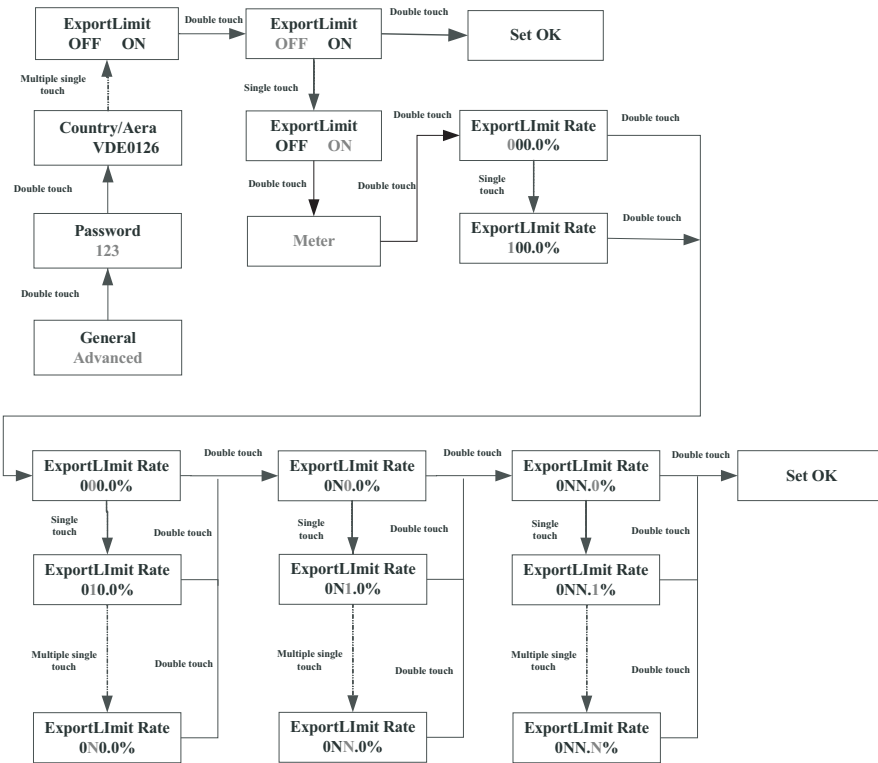 ExportLimit
OFF ON
Double touch
ExportLimit
OFF ON
Double touch
Set OK
Multiple single
touch
Single touch
Country/Aera
VDE0126
ExportLimit
OFF ON
Double touch
ExportLImit Rate
000.0%
Double touch
Double touch
Double touch
Double touch
Single
touch
Password
123
Meter
ExportLImit Rate
100.0%
Double touch
Double touch
General
Advanced
ExportLImit Rate
000.0%
Double touch
ExportLImit Rate
0N0.0%
Double touch
ExportLImit Rate
0NN.0%
Double touch
Set OK
Single
touch
Double touch
Single
touch
Double touch
Single
touch
Double touch
ExportLImit Rate
010.0%
ExportLImit Rate
0N1.0%
ExportLImit Rate
0NN.1%
Multiple single
touch
Double touch
Multiple single
touch
Double touch
Multiple single
touch
Double touch
ExportLImit Rate
0N0.0%
ExportLImit Rate
0NN.0%
ExportLImit Rate
0NN.N%